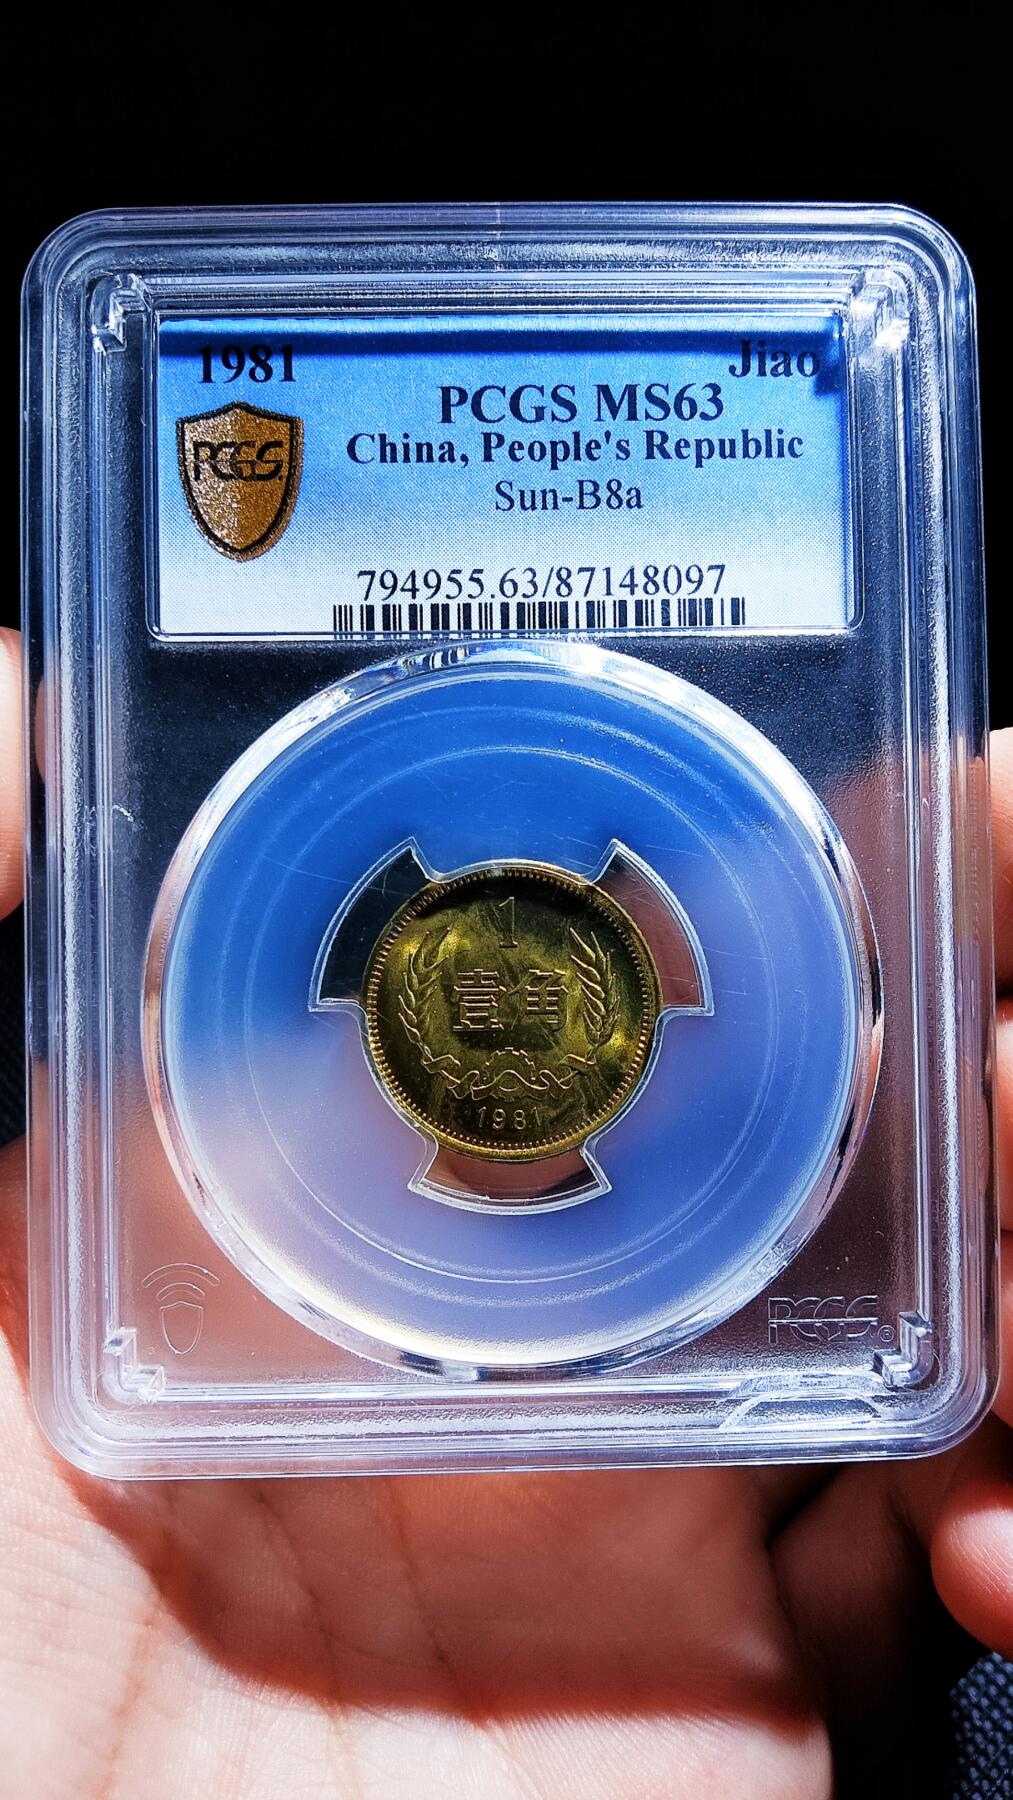 1981
Jiao
PCGS MS63
China, People's Republic
Sun-B8a
PCGS
794955.63/87148097
1
壹角
1981
PCGS®